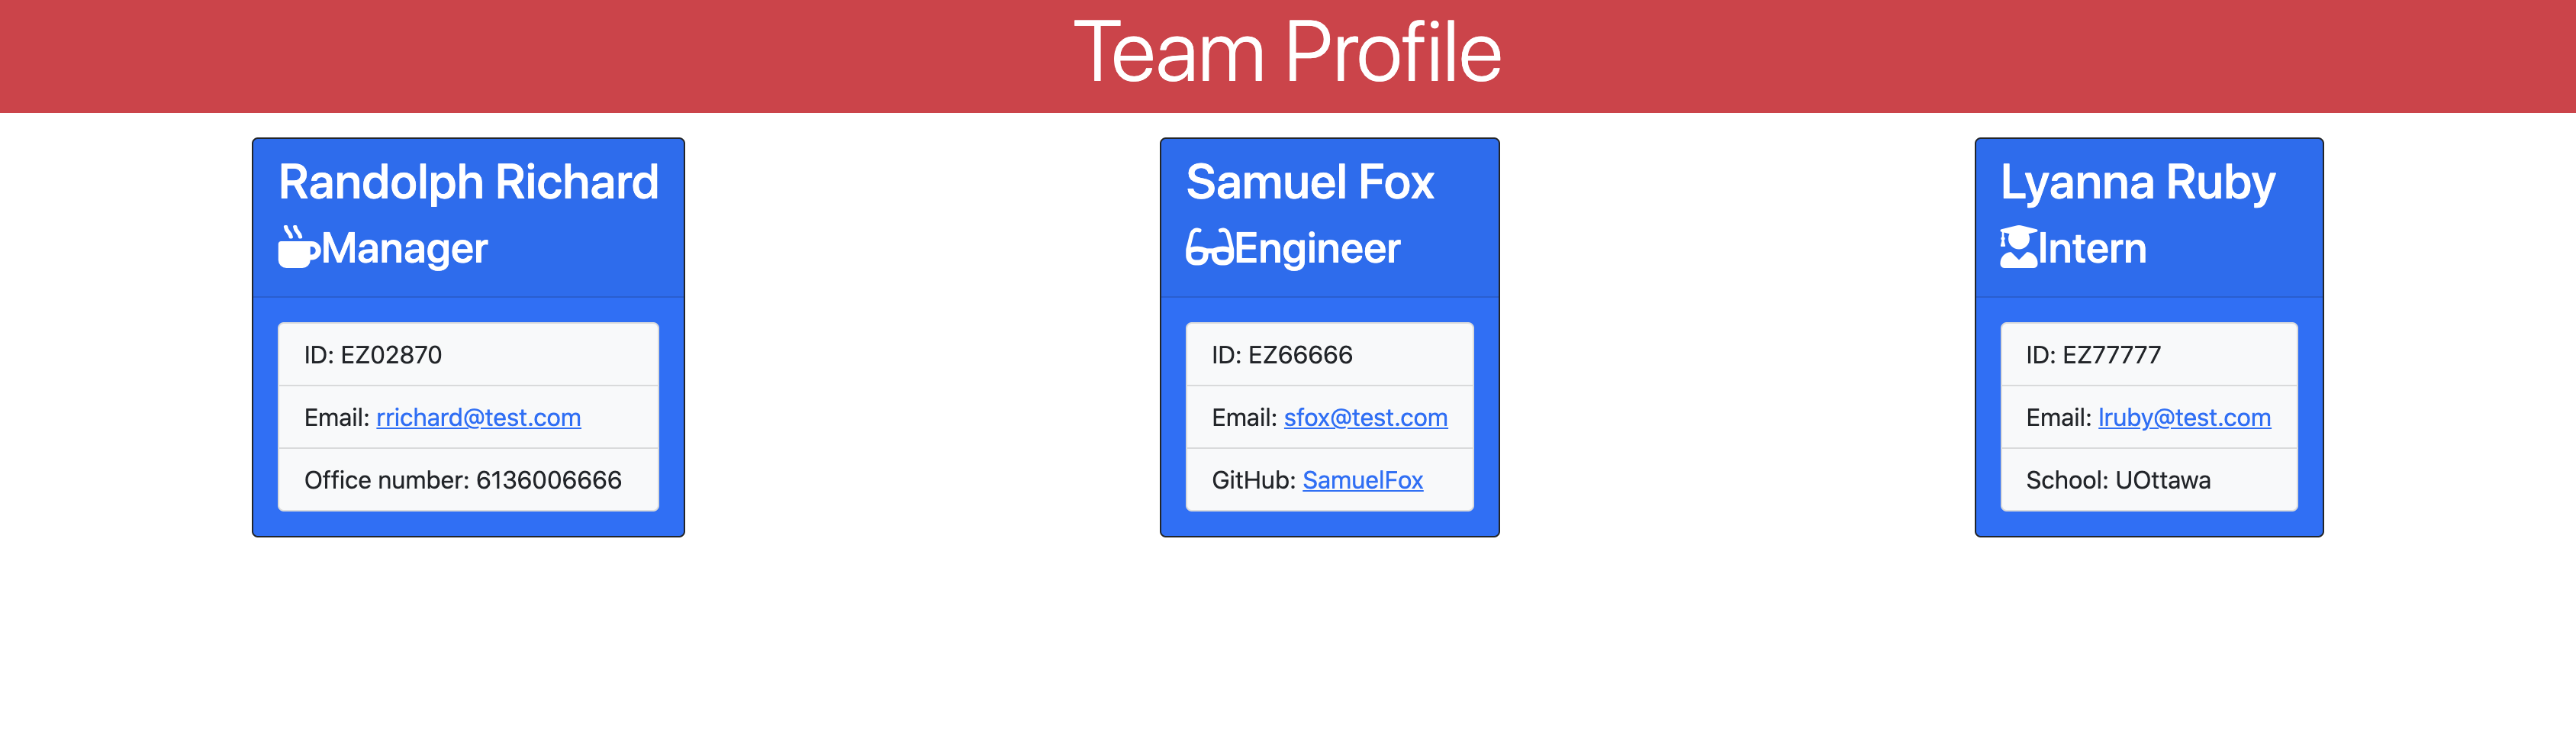 Team Profile
Randolph Richard
Manager
ID: EZ02870
Email: rrichard@test.com
Office number: 6136006666
Samuel Fox
Engineer
ID: EZ66666
Email: sfox@test.com
GitHub: SamuelFox
Lyanna Ruby
Intern
ID: EZ77777
Email: lruby@test.com
School: UOttawa